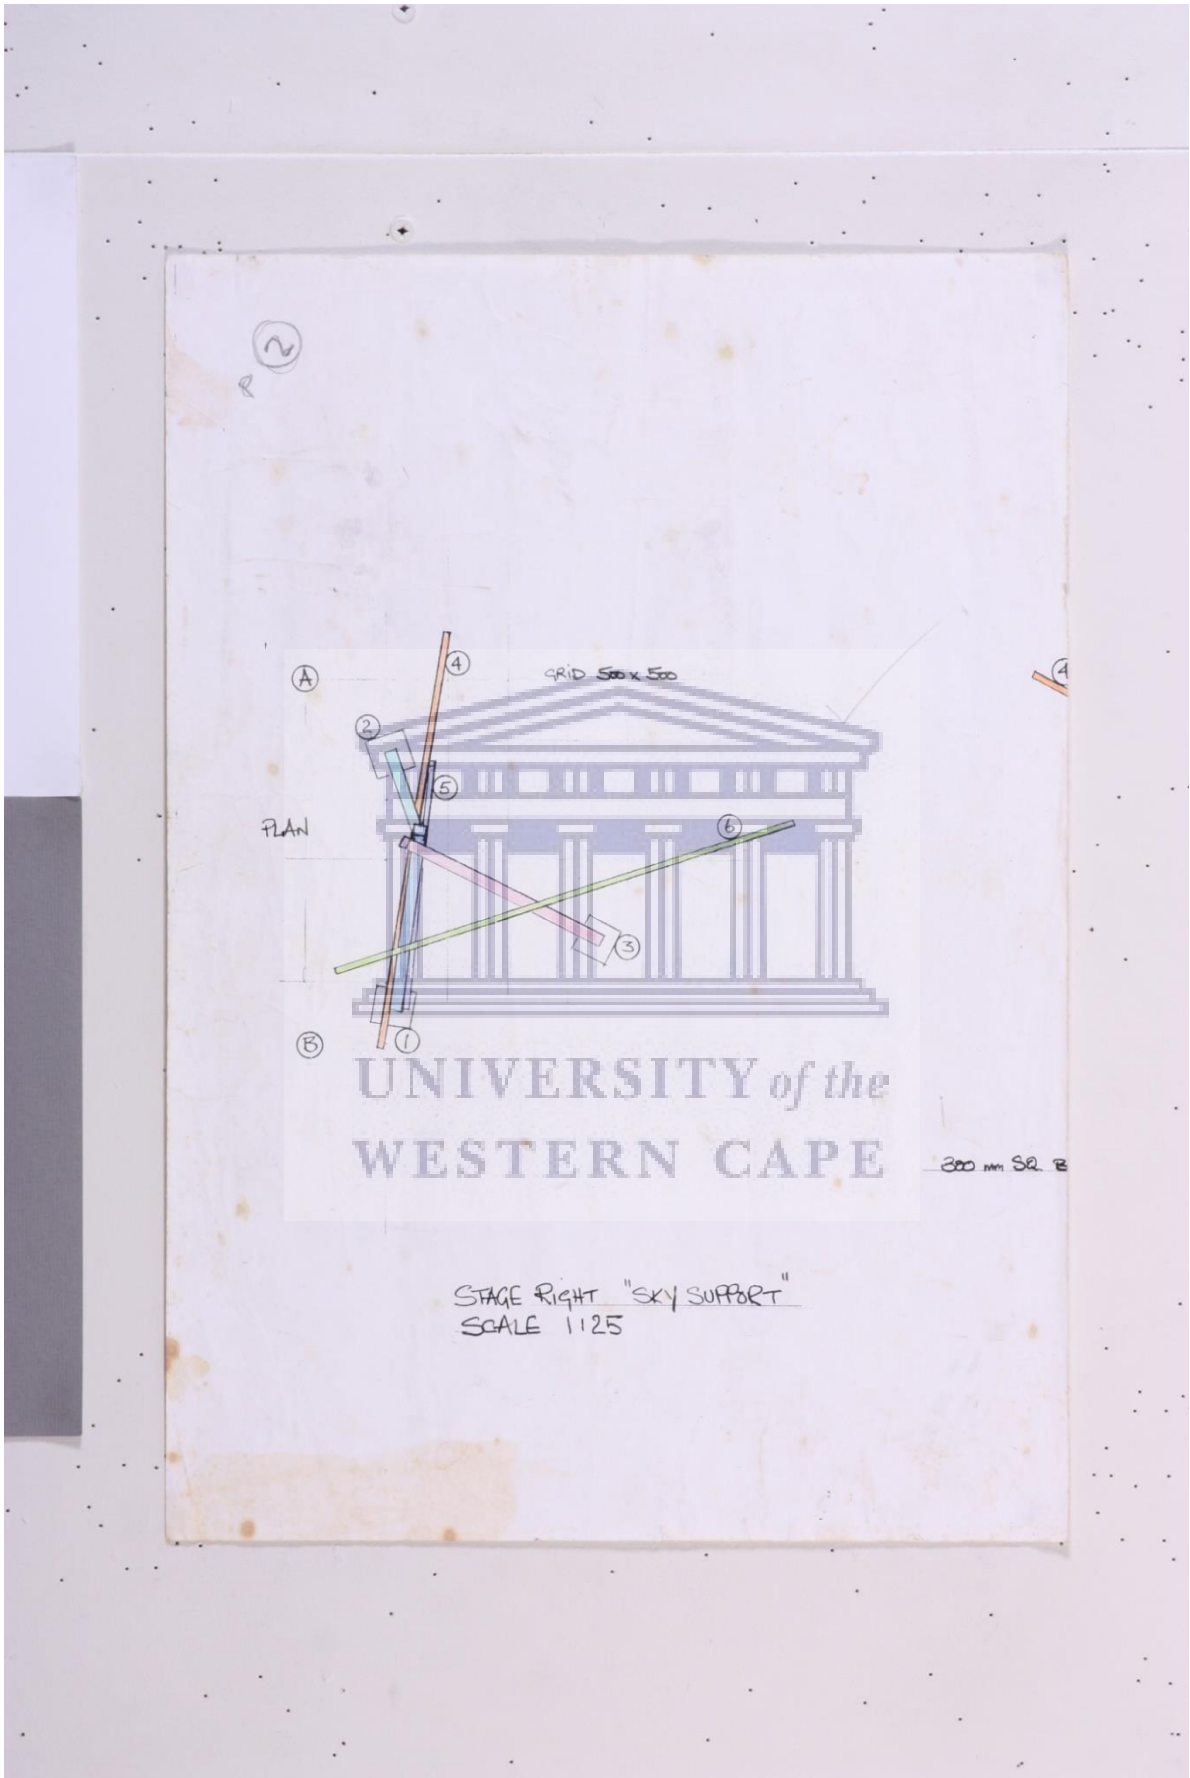 2
8
4
A
GRID 500 x 500
4
2
5
PLAN
6
3
B
1
UNIVERSITY of the
WESTERN CAPE
300 mm SQ. B
STAGE RIGHT "SKY SUPPORT"
SCALE 1:25